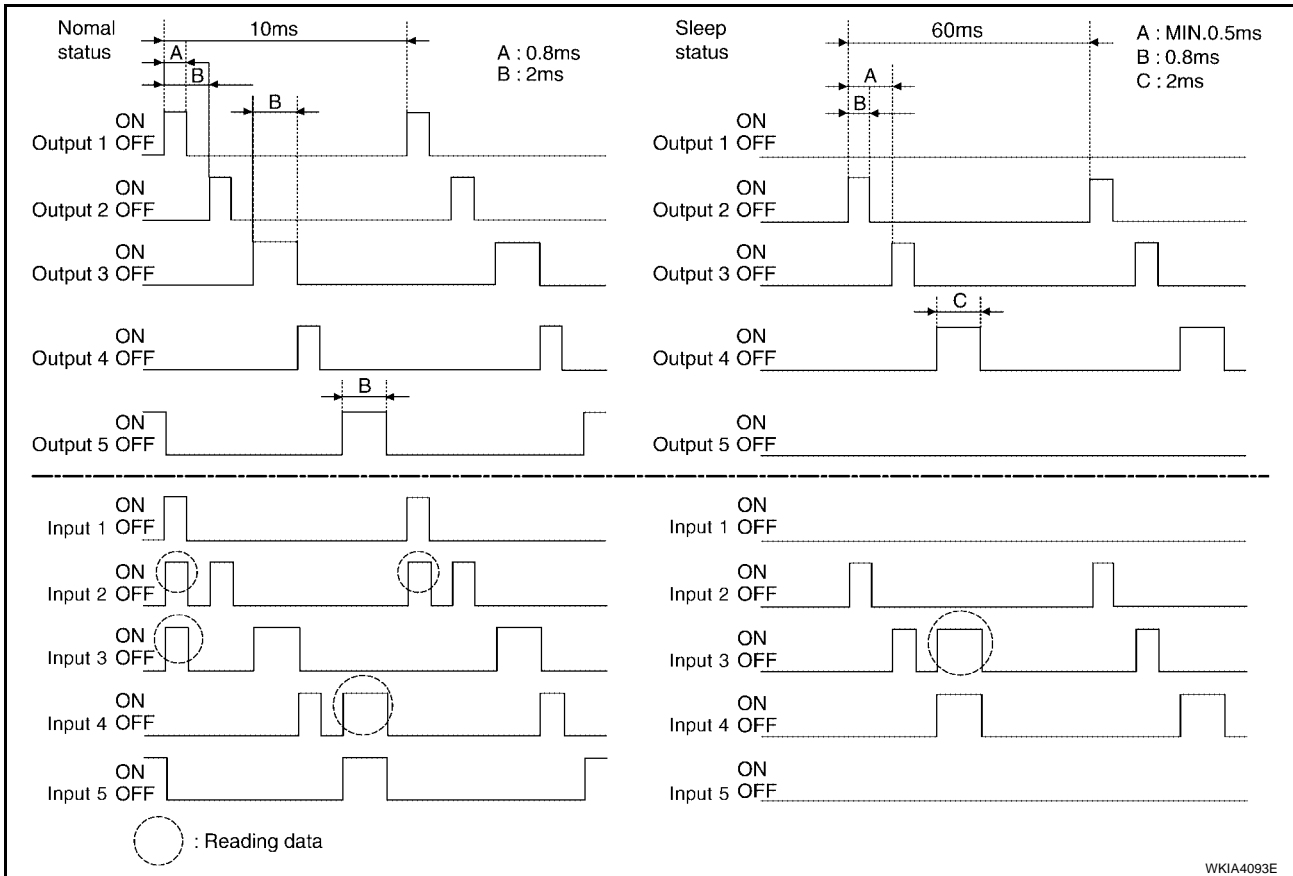 Nomal
status
10ms
A
B
B
A : 0.8ms
B : 2ms
ON
Output 1 OFF
ON
Output 2 OFF
ON
Output 3 OFF
ON
Output 4 OFF
B
ON
Output 5 OFF
Sleep
status
60ms
A
B
A : MIN.0.5ms
B : 0.8ms
C : 2ms
ON
Output 1 OFF
ON
Output 2 OFF
ON
Output 3 OFF
C
ON
Output 4 OFF
ON
Output 5 OFF
ON
Input 1 OFF
ON
Input 2 OFF
ON
Input 3 OFF
ON
Input 4 OFF
ON
Input 5 OFF
ON
Input 1 OFF
ON
Input 2 OFF
ON
Input 3 OFF
ON
Input 4 OFF
ON
Input 5 OFF
: Reading data
WKIA4093E